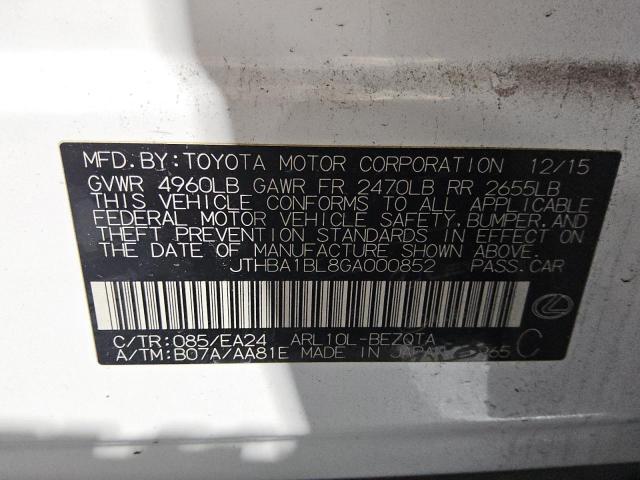 MFD. BY: TOYOTA MOTOR CORPORATION 12/15
GVWR 4960LB GAWR FR 2470LB RR 2655LB
THIS VEHICLE CONFORMS TO ALL APPLICABLE
FEDERAL MOTOR VEHICLE SAFETY, BUMPER, AND
THEFT PREVENTION STANDARDS IN EFFECT ON
THE DATE OF MANUFACTURE SHOWN ABOVE.
JTHBA1BL8GA000852 PASS. CAR
C/TR: 085/EA24 ARL10L-BEZQTA
A/TM: B07A/AA81E MADE IN JAPAN C